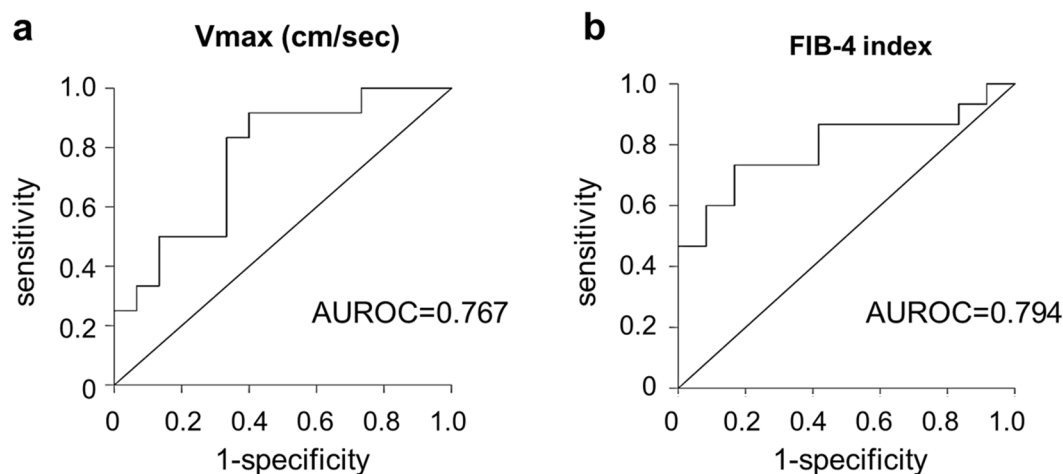 a
Vmax (cm/sec)
1.0
0.8
0.6
0.4
0.2
0
sensitivity
AUROC=0.767
0 0.2 0.4 0.6 0.8 1.0
1-specificity
b
FIB-4 index
1.0
0.8
0.6
0.4
0.2
0
sensitivity
AUROC=0.794
0 0.2 0.4 0.6 0.8 1.0
1-specificity